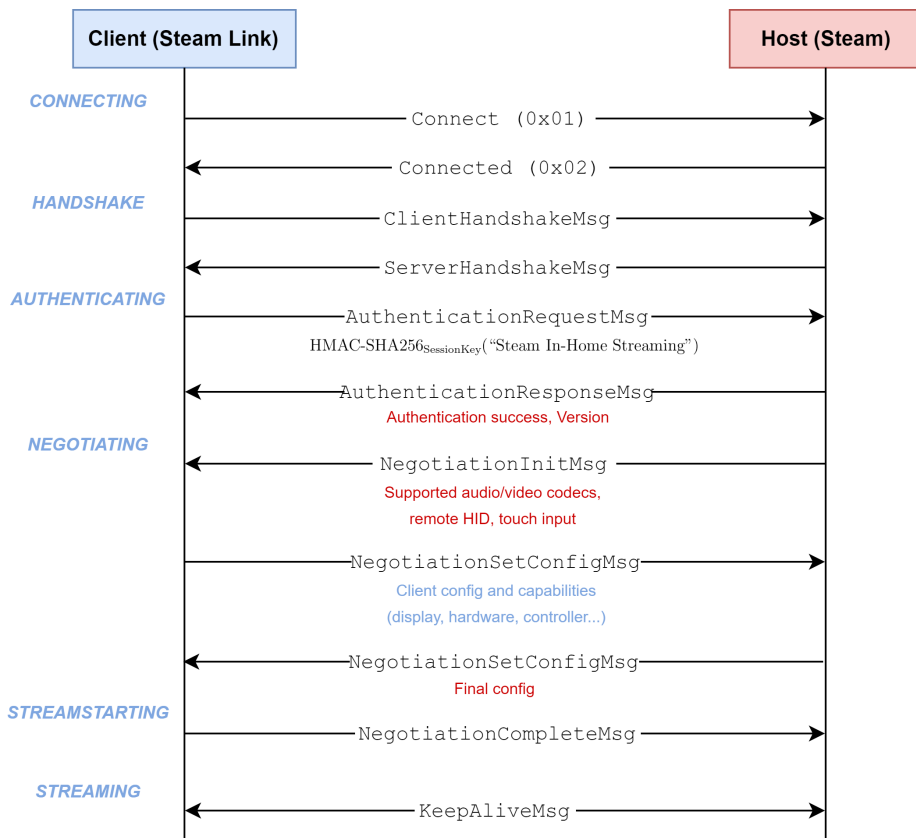 Client (Steam Link)
Host (Steam)
CONNECTING
Connect (0x01)
Connected (0x02)
HANDSHAKE
ClientHandshakeMsg
ServerHandshakeMsg
AUTHENTICATING
AuthenticationRequestMsg
HMAC-SHA256SessionKey(“Steam In-Home Streaming”)
AuthenticationResponseMsg
Authentication success, Version
NEGOTIATING
NegotiationInitMsg
Supported audio/video codecs,
remote HID, touch input
NegotiationSetConfigMsg
Client config and capabilities
(display, hardware, controller...)
NegotiationSetConfigMsg
Final config
STREAMSTARTING
NegotiationCompleteMsg
STREAMING
KeepAliveMsg